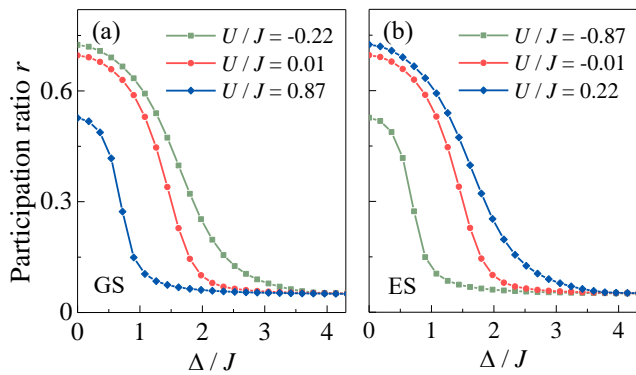 (a)
U / J = -0.22
U / J = 0.01
U / J = 0.87
GS
(b)
U / J = -0.87
U / J = -0.01
U / J = 0.22
ES
Participation ratio r
0.6
0.3
0
0 1 2 3 4
0 1 2 3 4
Δ / J
Δ / J